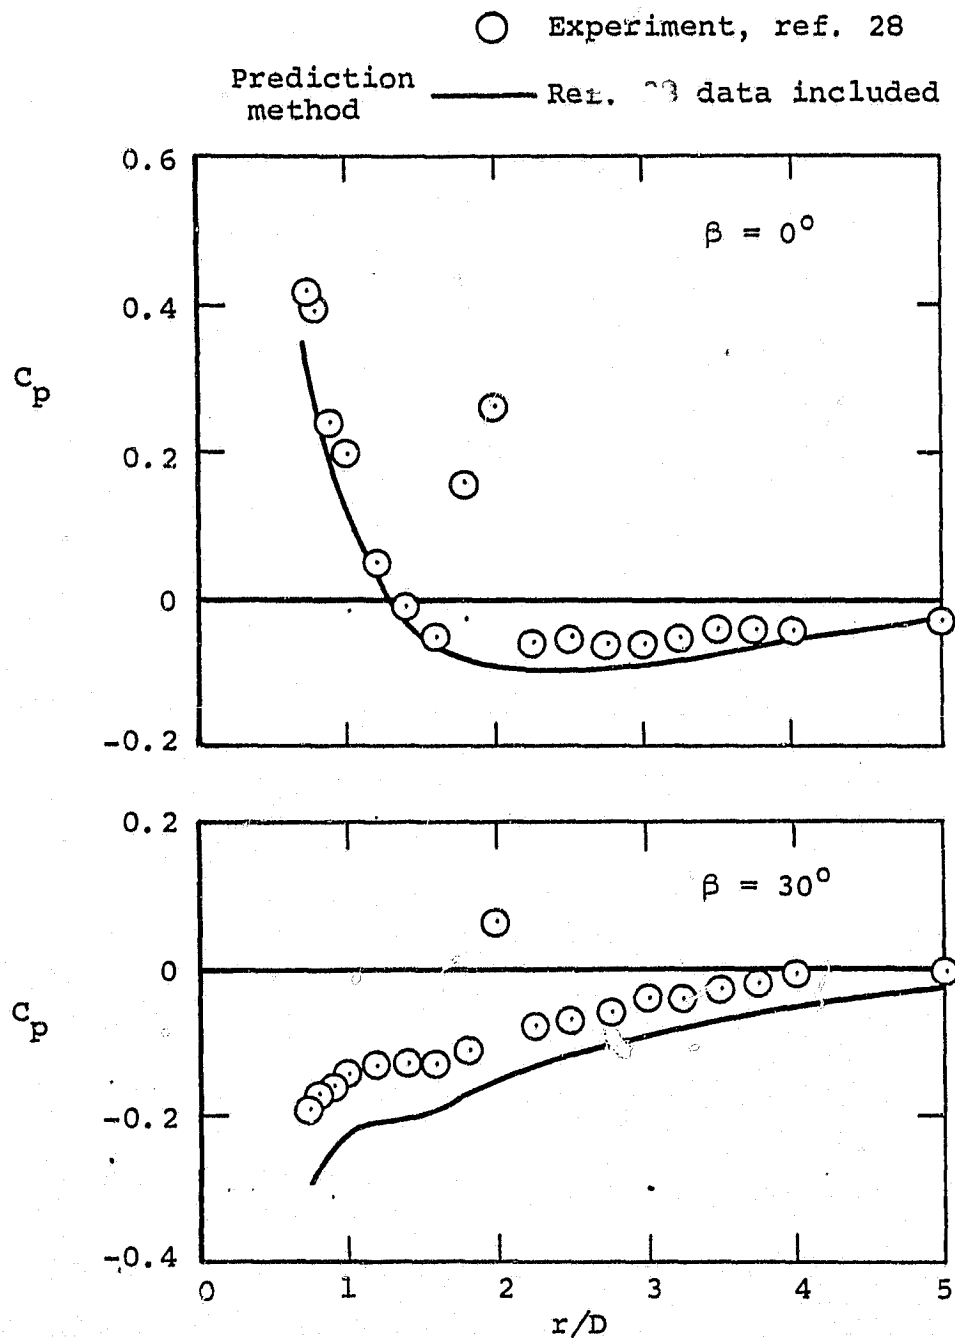 Experiment, ref. 28
Prediction
method
Ref. data included
0.6
β = 0°
0.4
Cp
0.2
0
-0.2
0.2
β = 30°
0
Cp
-0.2
-0.4
0 1 2 3 4 5
r/D